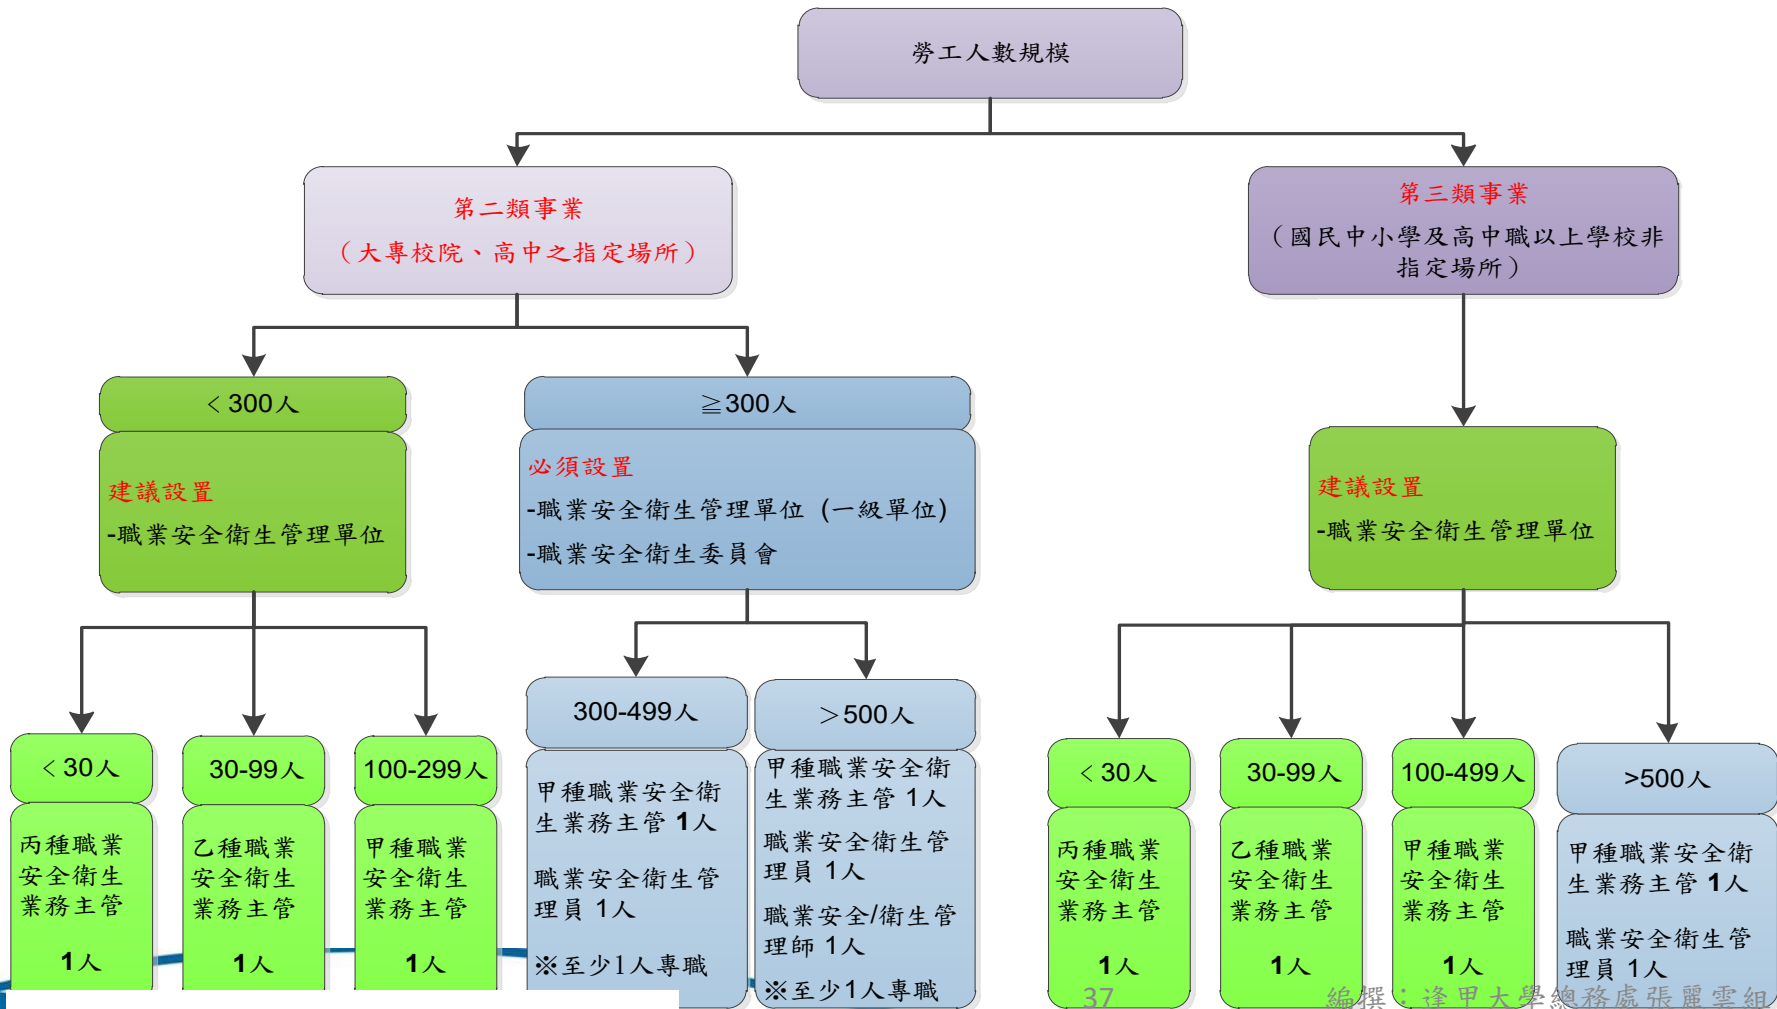 勞工人數規模
第二類事業
（大專校院、高中之指定場所）
第三類事業
（國民中小學及高中職以上學校非
指定場所）
＜300人
建議設置
-職業安全衛生管理單位
≧300人
必須設置
-職業安全衛生管理單位 (一級單位)
-職業安全衛生委員會
建議設置
-職業安全衛生管理單位
＜30人
丙種職業
安全衛生
業務主管
1人
30-99人
乙種職業
安全衛生
業務主管
1人
100-299人
甲種職業
安全衛生
業務主管
1人
300-499人
甲種職業安全衛
生業務主管 1人
職業安全衛生管
理員 1人
※至少1人專職
＞500人
甲種職業安全衛
生業務主管 1人
職業安全衛生管
理員 1人
職業安全/衛生管
理師 1人
※至少1人專職
＜30人
丙種職業
安全衛生
業務主管
1人
30-99人
乙種職業
安全衛生
業務主管
1人
100-499人
甲種職業
安全衛生
業務主管
1人
>500人
甲種職業安全衛
生業務主管 1人
職業安全衛生管
理員 1人
37
編撰：逢甲大學總務處張麗雲組